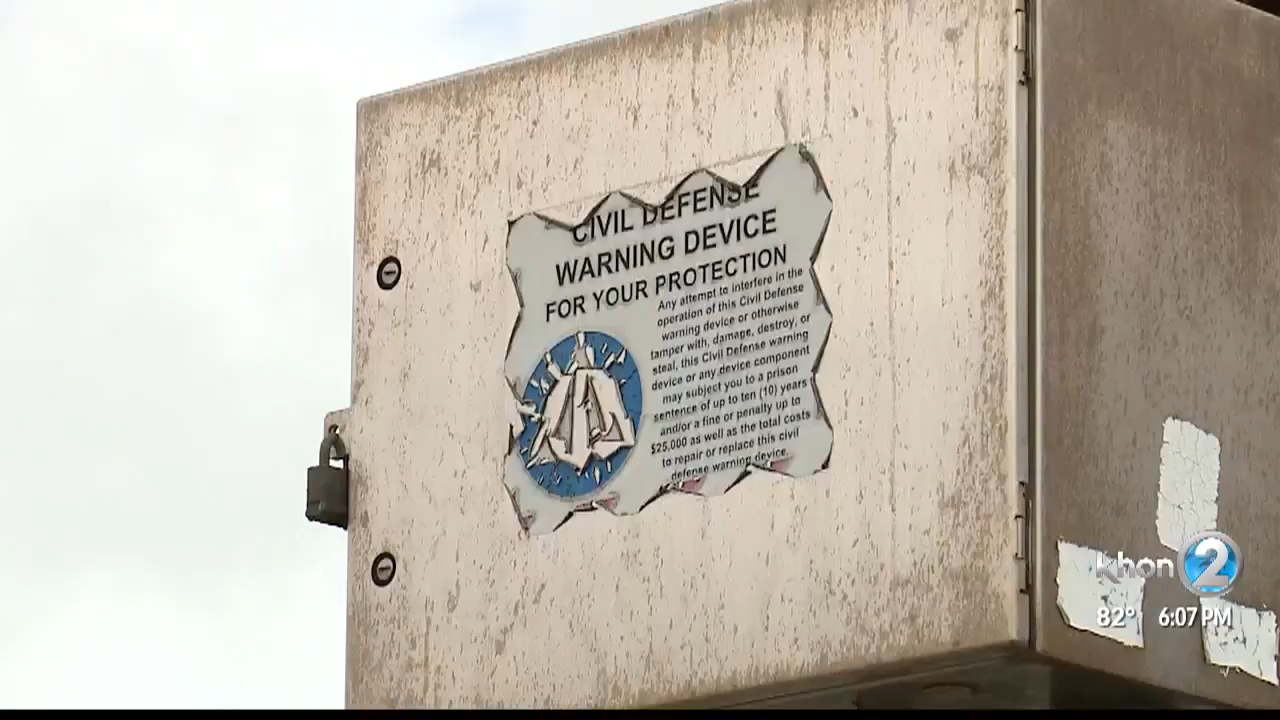 CIVIL DEFENSE
WARNING DEVICE
FOR YOUR PROTECTION
Any attempt to interfere in the
operation of this Civil Defense
warning device or otherwise
tamper with, damage, destroy, or
steal, this Civil Defense warning
device or any device component
may subject you to a prison
sentence of up to ten (10) years
and/or a fine or penalty up to
$25,000 as well as the total costs
to repair or replace this civil
defense warning device.
khon 2
82° 6:07 PM